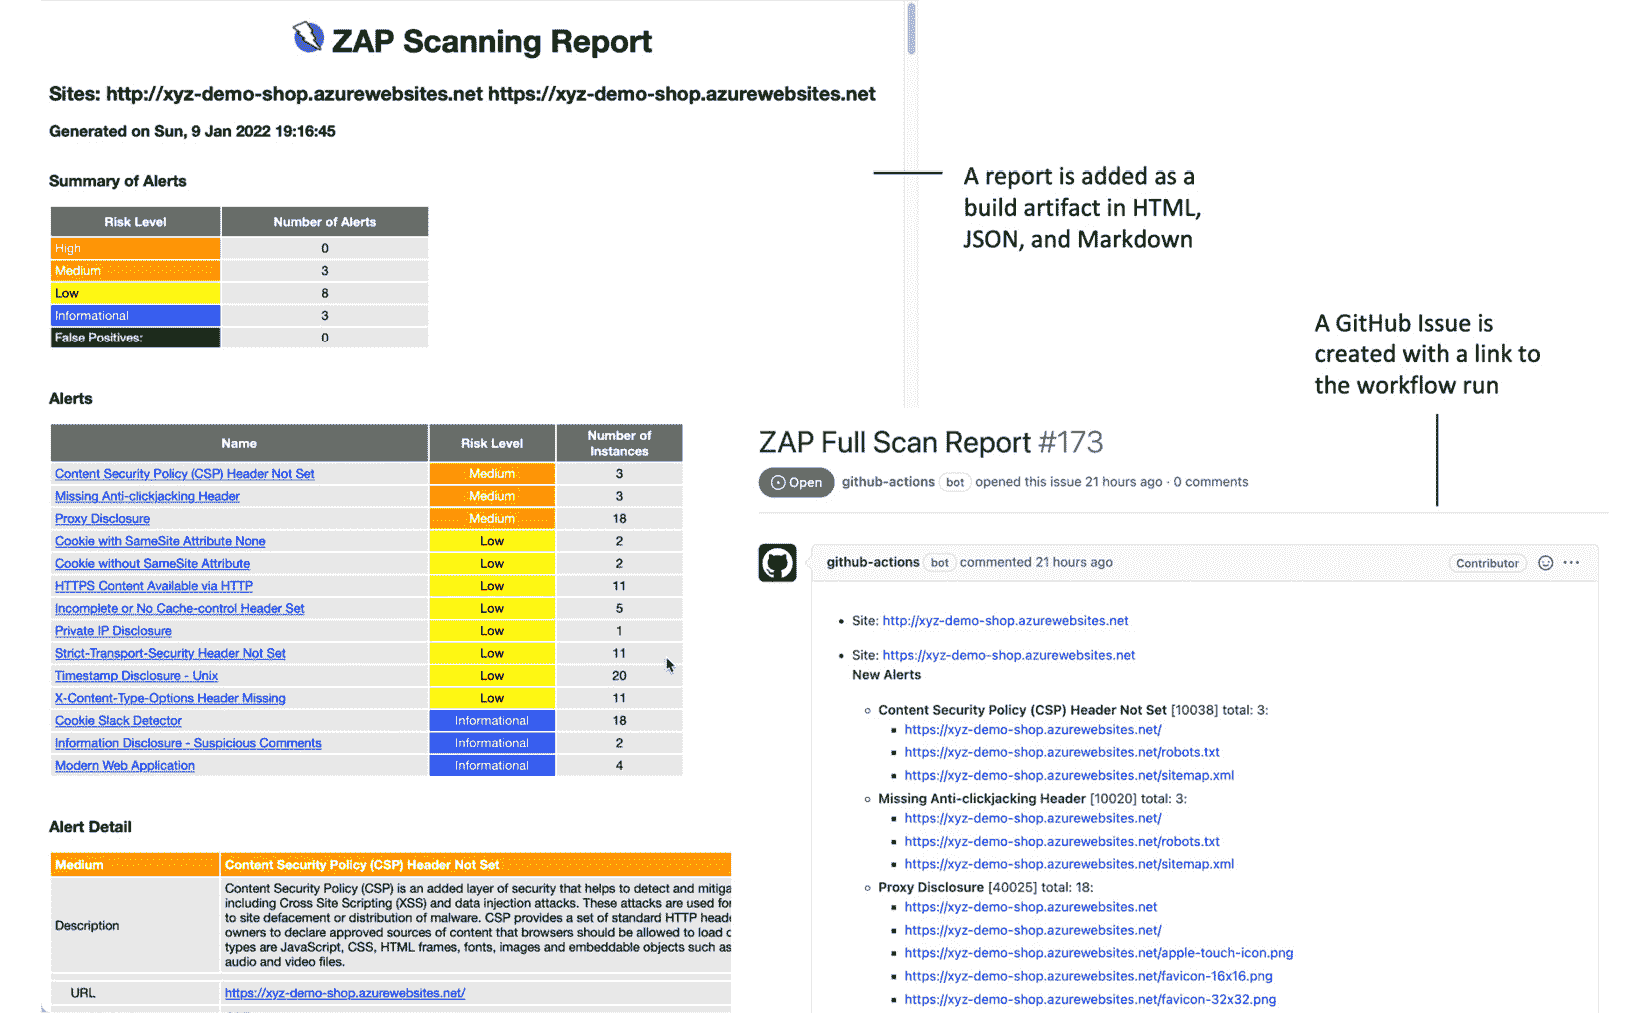 ZAP Scanning Report
Sites: http://xyz-demo-shop.azurewebsites.net https://xyz-demo-shop.azurewebsites.net
Generated on Sun, 9 Jan 2022 19:16:45
Summary of Alerts
Risk Level Number of Alerts
High 0
Medium 3
Low 8
Informational 3
False Positives: 0
Alerts
Name Risk Level Number of
Instances
Content Security Policy (CSP) Header Not Set Medium 3
Missing Anti-clickjacking Header Medium 3
Proxy Disclosure Medium 18
Cookie with SameSite Attribute None Low 2
Cookie without SameSite Attribute Low 2
HTTPS Content Available via HTTP Low 11
Incomplete or No Cache-control Header Set Low 5
Private IP Disclosure Low 1
Strict-Transport-Security Header Not Set Low 11
Timestamp Disclosure - Unix Low 20
X-Content-Type-Options Header Missing Low 11
Cookie Slack Detector Informational 18
Information Disclosure - Suspicious Comments Informational 2
Modern Web Application Informational 4
Alert Detail
Medium Content Security Policy (CSP) Header Not Set
Description
Content Security Policy (CSP) is an added layer of security that helps to detect and mitiga
including Cross Site Scripting (XSS) and data injection attacks. These attacks are used for
to site defacement or distribution of malware. CSP provides a set of standard HTTP heade
owners to declare approved sources of content that browsers should be allowed to load o
types are JavaScript, CSS, HTML frames, fonts, images and embeddable objects such as
audio and video files.
URL https://xyz-demo-shop.azurewebsites.net/
A report is added as a
build artifact in HTML,
JSON, and Markdown
A GitHub Issue is
created with a link to
the workflow run
ZAP Full Scan Report #173
Open github-actions bot opened this issue 21 hours ago · 0 comments
github-actions bot commented 21 hours ago Contributor
• Site: http://xyz-demo-shop.azurewebsites.net
• Site: https://xyz-demo-shop.azurewebsites.net
New Alerts
Content Security Policy (CSP) Header Not Set [10038] total: 3:
https://xyz-demo-shop.azurewebsites.net/
https://xyz-demo-shop.azurewebsites.net/robots.txt
https://xyz-demo-shop.azurewebsites.net/sitemap.xml
Missing Anti-clickjacking Header [10020] total: 3:
https://xyz-demo-shop.azurewebsites.net/
https://xyz-demo-shop.azurewebsites.net/robots.txt
https://xyz-demo-shop.azurewebsites.net/sitemap.xml
Proxy Disclosure [40025] total: 18:
https://xyz-demo-shop.azurewebsites.net
https://xyz-demo-shop.azurewebsites.net/
https://xyz-demo-shop.azurewebsites.net/apple-touch-icon.png
https://xyz-demo-shop.azurewebsites.net/favicon-16x16.png
https://xyz-demo-shop.azurewebsites.net/favicon-32x32.png